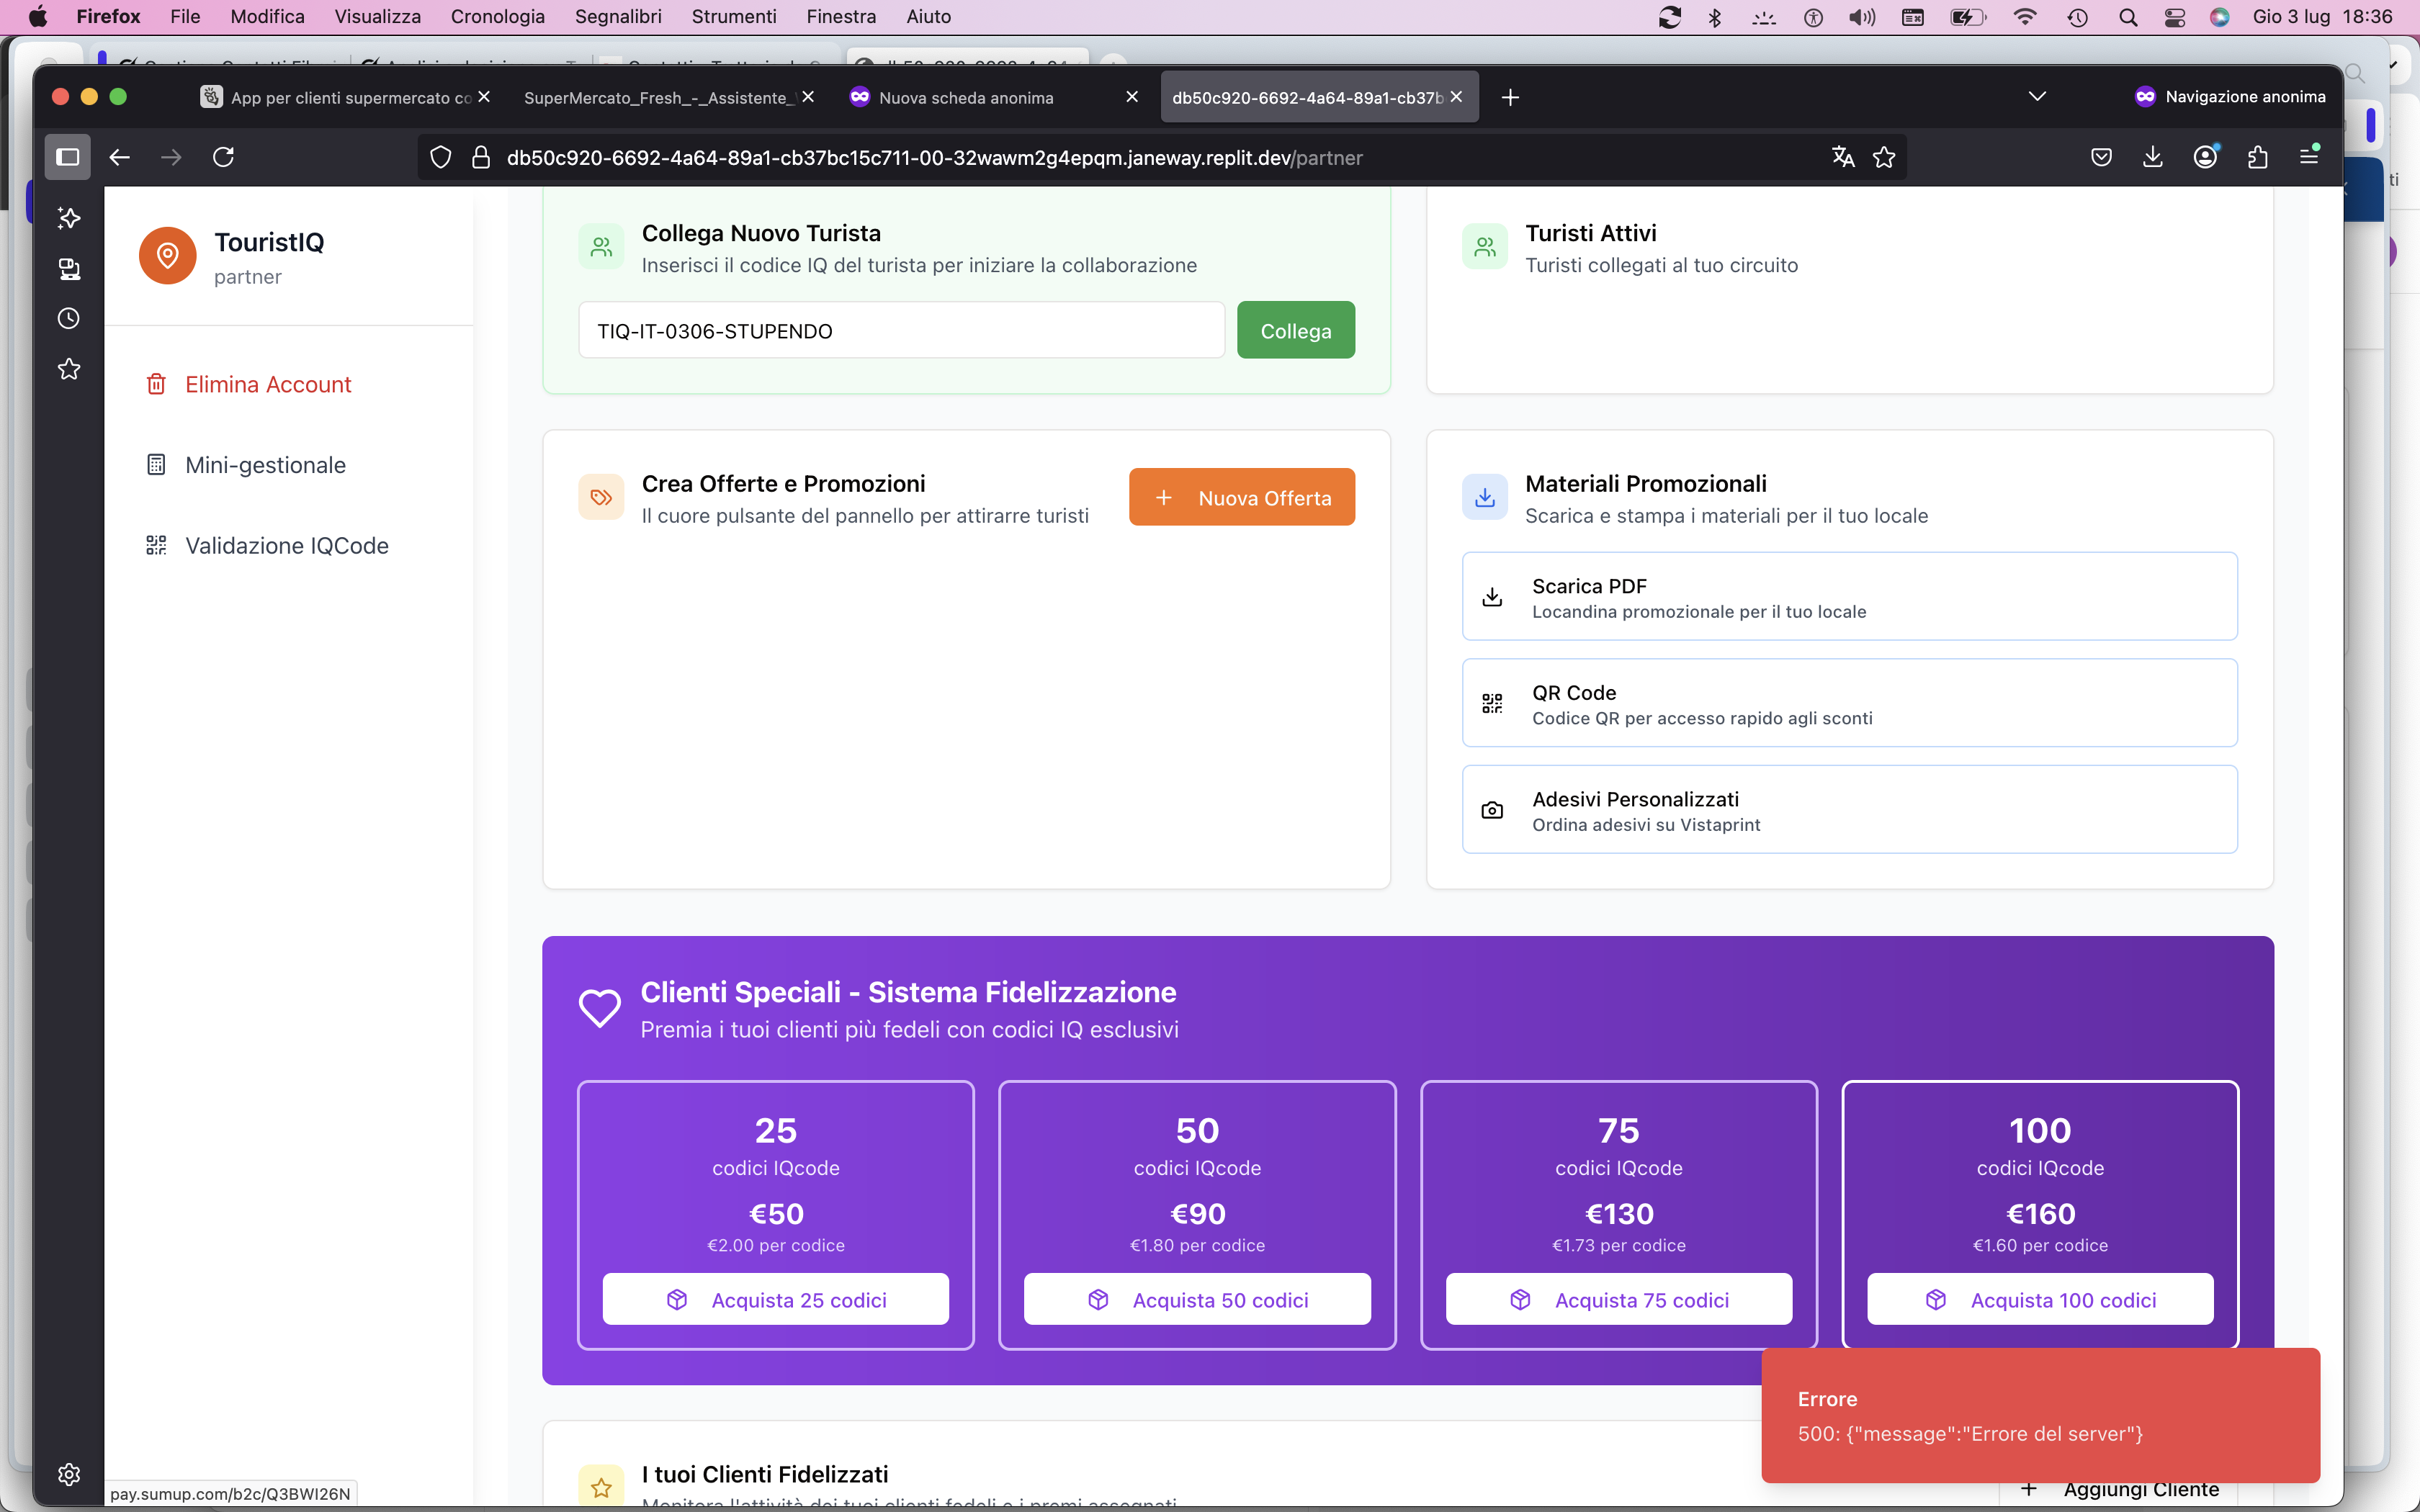 Firefox File Modifica Visualizza Cronologia Segnalibri Strumenti Finestra Aiuto Gio 3 lug 18:36
App per clienti supermercato co
SuperMercato_Fresh_-_Assistente_
Nuova scheda anonima
db50c920-6692-4a64-89a1-cb37b
Navigazione anonima
db50c920-6692-4a64-89a1-cb37bc15c711-00-32wawm2g4epqm.janeway.replit.dev/partner
TouristIQ
partner
Elimina Account
Mini-gestionale
Validazione IQCode
Collega Nuovo Turista
Inserisci il codice IQ del turista per iniziare la collaborazione
TIQ-IT-0306-STUPENDO
Collega
Turisti Attivi
Turisti collegati al tuo circuito
Crea Offerte e Promozioni
Il cuore pulsante del pannello per attirarre turisti
Nuova Offerta
Materiali Promozionali
Scarica e stampa i materiali per il tuo locale
Scarica PDF
Locandina promozionale per il tuo locale
QR Code
Codice QR per accesso rapido agli sconti
Adesivi Personalizzati
Ordina adesivi su Vistaprint
Clienti Speciali - Sistema Fidelizzazione
Premia i tuoi clienti più fedeli con codici IQ esclusivi
25
codici IQcode
€50
€2.00 per codice
Acquista 25 codici
50
codici IQcode
€90
€1.80 per codice
Acquista 50 codici
75
codici IQcode
€130
€1.73 per codice
Acquista 75 codici
100
codici IQcode
€160
€1.60 per codice
Acquista 100 codici
Errore
500: {"message":"Errore del server"}
I tuoi Clienti Fidelizzati
Monitora l'attività dei tuoi clienti fedeli e i premi assegnati
Aggiungi Cliente
pay.sumup.com/b2c/Q3BWI26N